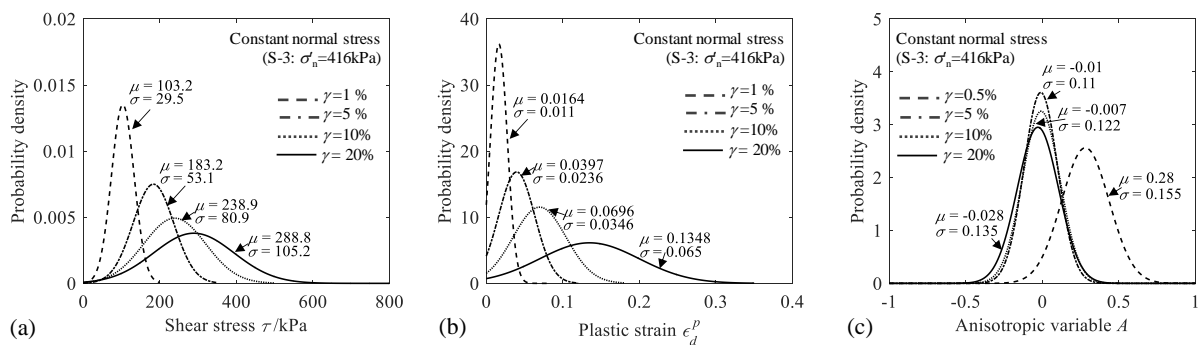 0.02
0.015
0.01
0.005
0
0
200
400
600
800
Probability density
Shear stress τ/kPa
Constant normal stress
(S-3: σ'n=416kPa)
γ=1 %
γ=5 %
γ=10%
γ= 20%
μ = 103.2
σ = 29.5
μ = 183.2
σ = 53.1
μ = 238.9
σ = 80.9
μ = 288.8
σ = 105.2
(a)
50
40
30
20
10
0
0
0.1
0.2
0.3
0.4
Probability density
Plastic strain ϵ_d^p
Constant normal stress
(S-3: σ'n=416kPa)
γ=1 %
γ=5 %
γ=10%
γ= 20%
μ = 0.0164
σ = 0.011
μ = 0.0397
σ = 0.0236
μ = 0.0696
σ = 0.0346
μ = 0.1348
σ = 0.065
(b)
5
4
3
2
1
0
-1
-0.5
0
0.5
1
Probability density
Anisotropic variable A
Constant normal stress
(S-3: σ'n=416kPa)
γ=0.5%
γ=5 %
γ=10%
γ= 20%
μ = -0.01
σ = 0.11
μ = -0.007
σ = 0.122
μ = 0.28
σ = 0.155
μ = -0.028
σ = 0.135
(c)